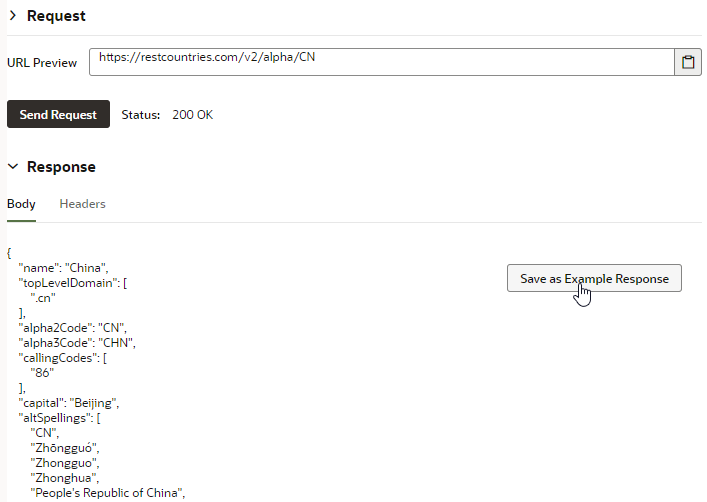 Request
URL Preview https://restcountries.com/v2/alpha/CN
Send Request Status: 200 OK
Response
Body Headers
{
"name": "China",
Save as Example Response
"topLevelDomain": [
".cn"
],
"alpha2Code": "CN",
"alpha3Code": "CHN",
"callingCodes": [
"86"
],
"capital": "Beijing",
"altSpellings": [
"CN",
"Zhōngguó",
"Zhongguo",
"Zhonghua",
"People's Republic of China",